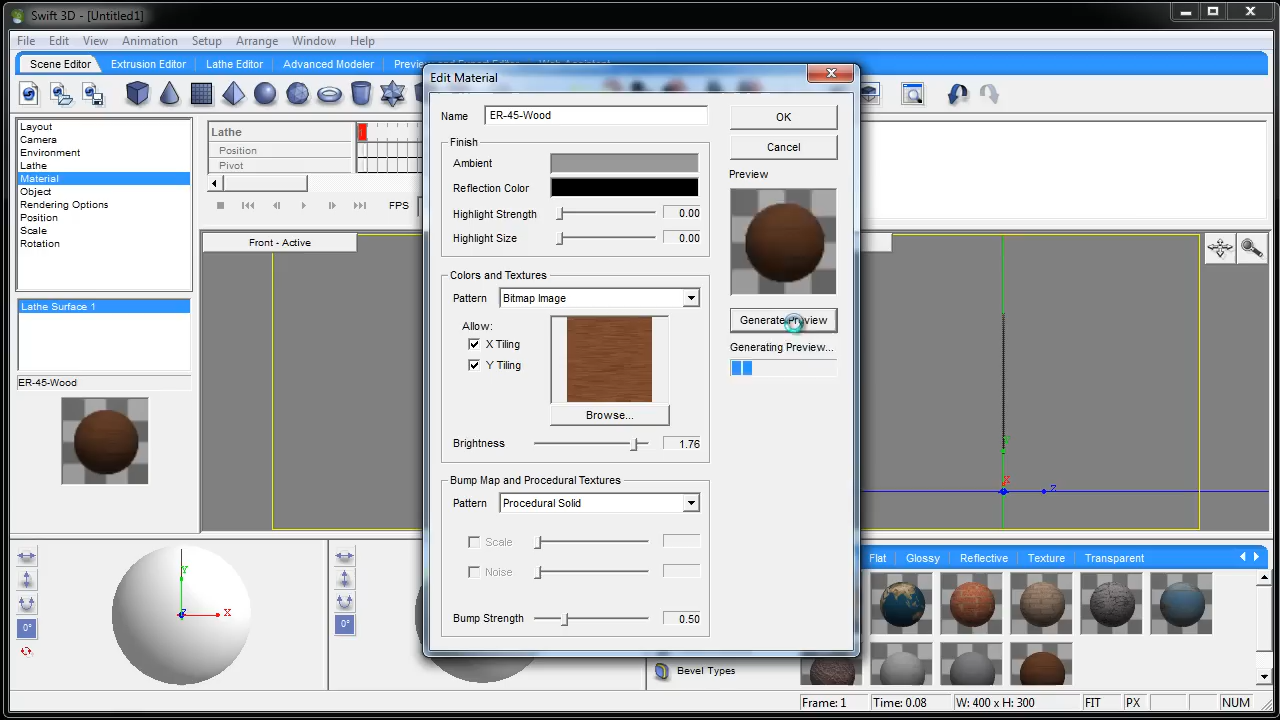 Swift 3D - [Untitled1]
File Edit View Animation Setup Arrange Window Help
Scene Editor Extrusion Editor Lathe Editor Advanced Modeler
Edit Material
Layout
Camera
Environment
Lathe
Material
Object
Rendering Options
Position
Scale
Rotation
Lathe
Position
Pivot
FPS
Front - Active
Lathe Surface 1
ER-45-Wood
Name ER-45-Wood
OK
Cancel
Finish
Ambient
Reflection Color
Highlight Strength 0.00
Highlight Size 0.00
Preview
Generate Preview
Generating Preview...
Colors and Textures
Pattern Bitmap Image
Allow:
X Tiling
Y Tiling
Browse...
Brightness 1.76
Bump Map and Procedural Textures
Pattern Procedural Solid
Scale
Noise
Bump Strength 0.50
Y
X
Z
0°
0°
Y
X
Z
Flat Glossy Reflective Texture Transparent
Bevel Types
Frame: 1 Time: 0.08 W: 400 x H: 300 FIT PX NUM